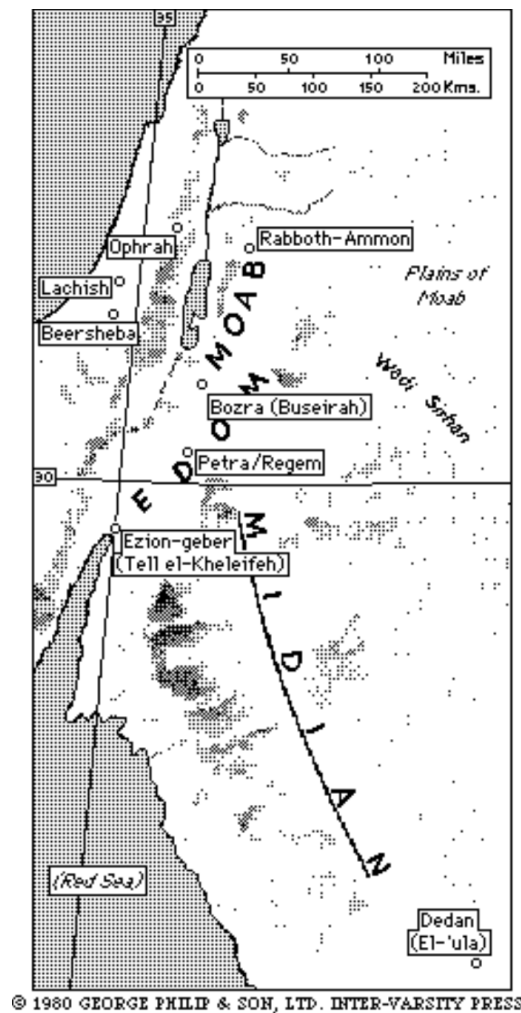 35
0 50 100 Miles
0 50 100 150 200 Kms.
Ophrah
Rabboth-Ammon
Lachish
Plains of
Moab
Beersheba
MOAB
Wadi Sirhan
Bozra (Buseirah)
EDOM
Petra/Regem
30
Ezion-geber
(Tell el-Kheleifeh)
MIDIAN
(Red Sea)
Dedan
(El-'ula)
© 1980 GEORGE PHILIP & SON, LTD. INTER-VARSITY PRESS